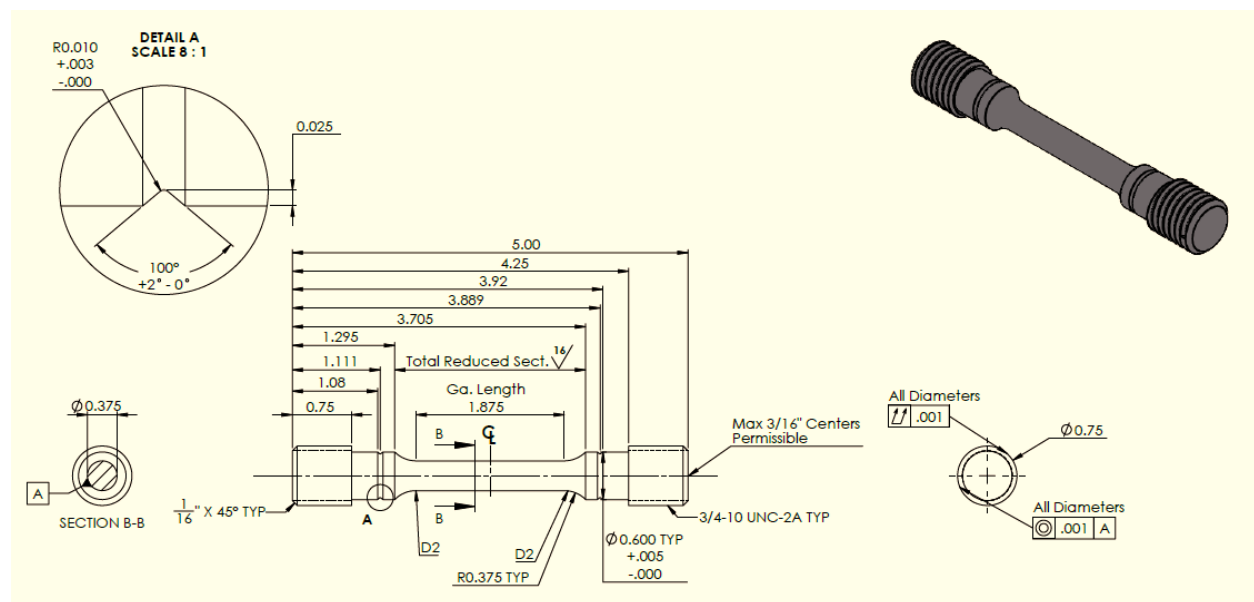 DETAIL A
SCALE 8 : 1
R0.010
+.003
-.000
0.025
100°
+2° - 0°
5.00
4.25
3.92
3.889
3.705
1.295
1.111
Total Reduced Sect. 16
1.08
Ga. Length
0.75
1.875
B
CL
Max 3/16" Centers
Permissible
Ø0.375
A
SECTION B-B
1/16" X 45° TYP
A
B
D2
D2
R0.375 TYP
Ø0.600 TYP
+.005
-.000
3/4-10 UNC-2A TYP
All Diameters
.001
Ø0.75
All Diameters
◎ .001 A